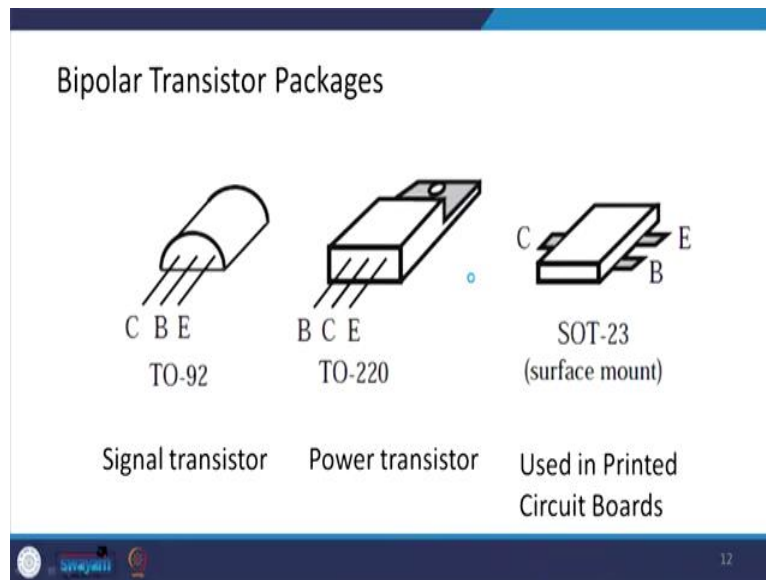 Bipolar Transistor Packages
C B E
TO-92
B C E
TO-220
C
E
B
SOT-23
(surface mount)
Signal transistor
Power transistor
Used in Printed
Circuit Boards
swayam
12